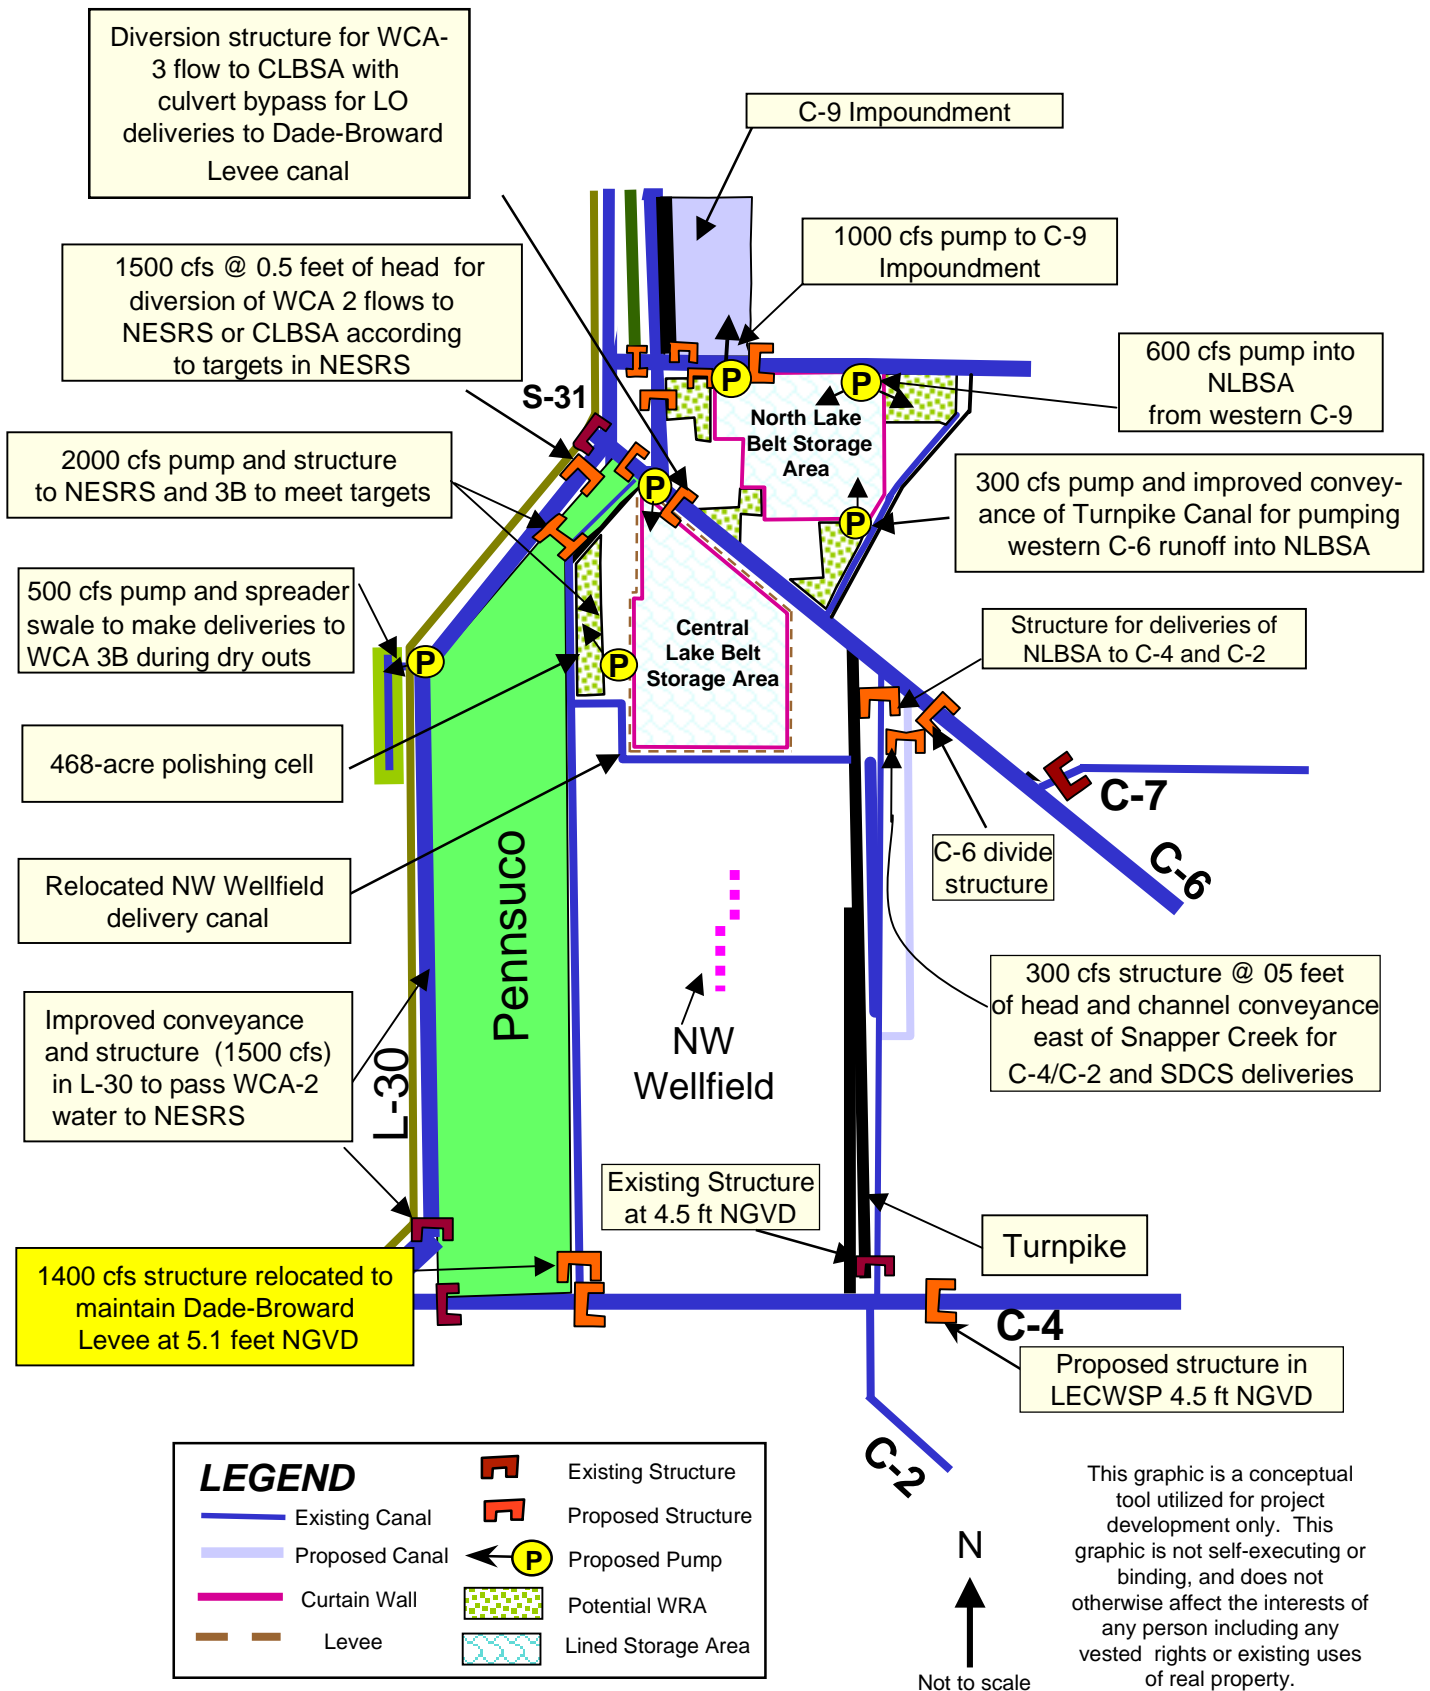 Diversion structure for WCA-
3 flow to CLBSA with
culvert bypass for LO
deliveries to Dade-Broward
Levee canal
C-9 Impoundment
1000 cfs pump to C-9
Impoundment
1500 cfs @ 0.5 feet of head for
diversion of WCA 2 flows to
NESRS or CLBSA according
to targets in NESRS
600 cfs pump into
NLBSA
from western C-9
S-31
P
P
North Lake
Belt Storage
Area
2000 cfs pump and structure
to NESRS and 3B to meet targets
P
P
300 cfs pump and improved convey-
ance of Turnpike Canal for pumping
western C-6 runoff into NLBSA
500 cfs pump and spreader
swale to make deliveries to
WCA 3B during dry outs
P
P
Central
Lake Belt
Storage Area
Structure for deliveries of
NLBSA to C-4 and C-2
468-acre polishing cell
C-7
C-6
C-6 divide
structure
Relocated NW Wellfield
delivery canal
Pennsuco
300 cfs structure @ 05 feet
of head and channel conveyance
east of Snapper Creek for
C-4/C-2 and SDCS deliveries
NW
Wellfield
Improved conveyance
and structure (1500 cfs)
in L-30 to pass WCA-2
water to NESRS
L-30
Existing Structure
at 4.5 ft NGVD
Turnpike
1400 cfs structure relocated to
maintain Dade-Broward
Levee at 5.1 feet NGVD
C-4
Proposed structure in
LECWSP 4.5 ft NGVD
C-2
LEGEND
Existing Canal
Proposed Canal
Curtain Wall
Levee
Existing Structure
Proposed Structure
P
Proposed Pump
Potential WRA
Lined Storage Area
N
Not to scale
This graphic is a conceptual
tool utilized for project
development only. This
graphic is not self-executing or
binding, and does not
otherwise affect the interests of
any person including any
vested rights or existing uses
of real property.